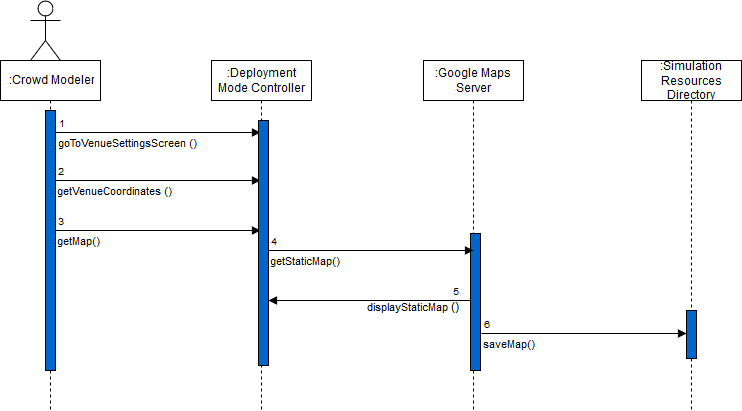 :Crowd Modeler
:Deployment
Mode Controller
:Google Maps
Server
:Simulation
Resources
Directory
1
goToVenueSettingsScreen ()
2
getVenueCoordinates ()
3
getMap()
4
getStaticMap()
5
displayStaticMap ()
6
saveMap()